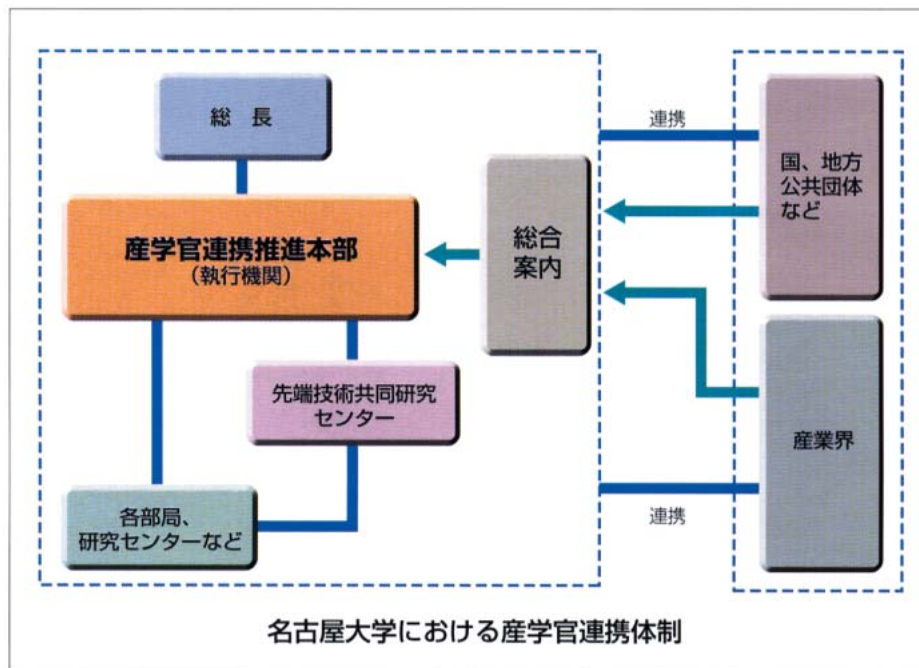 総　長
産学官連携推進本部
（執行機関）
総合
案内
先端技術共同研究
センター
各部局、
研究センターなど
連携
国、地方
公共団体
など
産業界
連携
名古屋大学における産学官連携体制